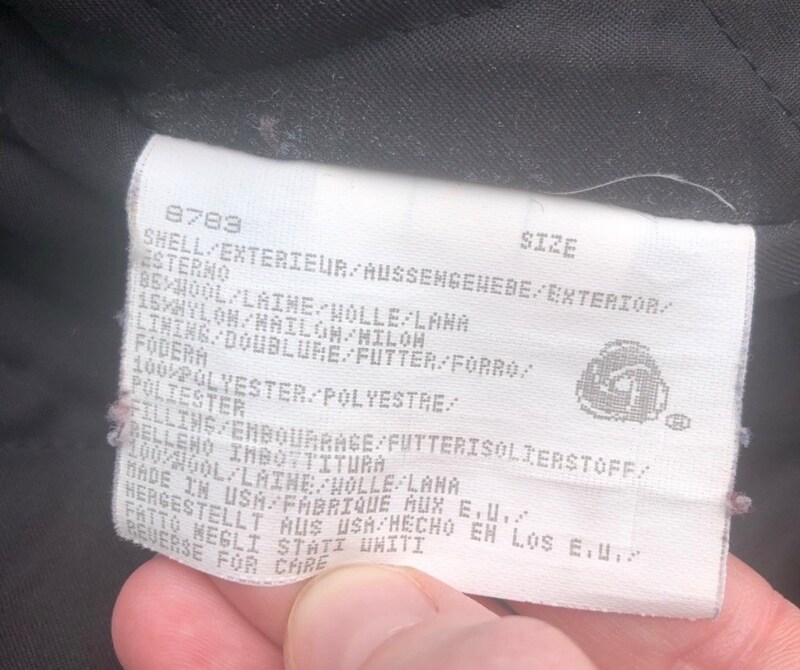 8783
SIZE
SHELL/EXTERIEUR/AUSSENGEWEBE/EXTERIOR/
ESTERNO
85%WOOL/LAINE/WOLLE/LANA
15%NYLON/NAILON/NILON
LINING/DOUBLURE/FUTTER/FORRO/
FODERA
100%POLYESTER/POLYESTRE/
POLIESTER
FILLING/EMBOURRAGE/FUTTERISOLIERSTOFF/
RELLENO IMBOTTITURA
100%WOOL/LAINE/WOLLE/LANA
MADE IN USA/FABRIQUE AUX E.U./
HERGESTELLT AUS USA/HECHO EN LOS E.U./
FATTO NEGLI STATI UNITI
REVERSE FOR CARE
®